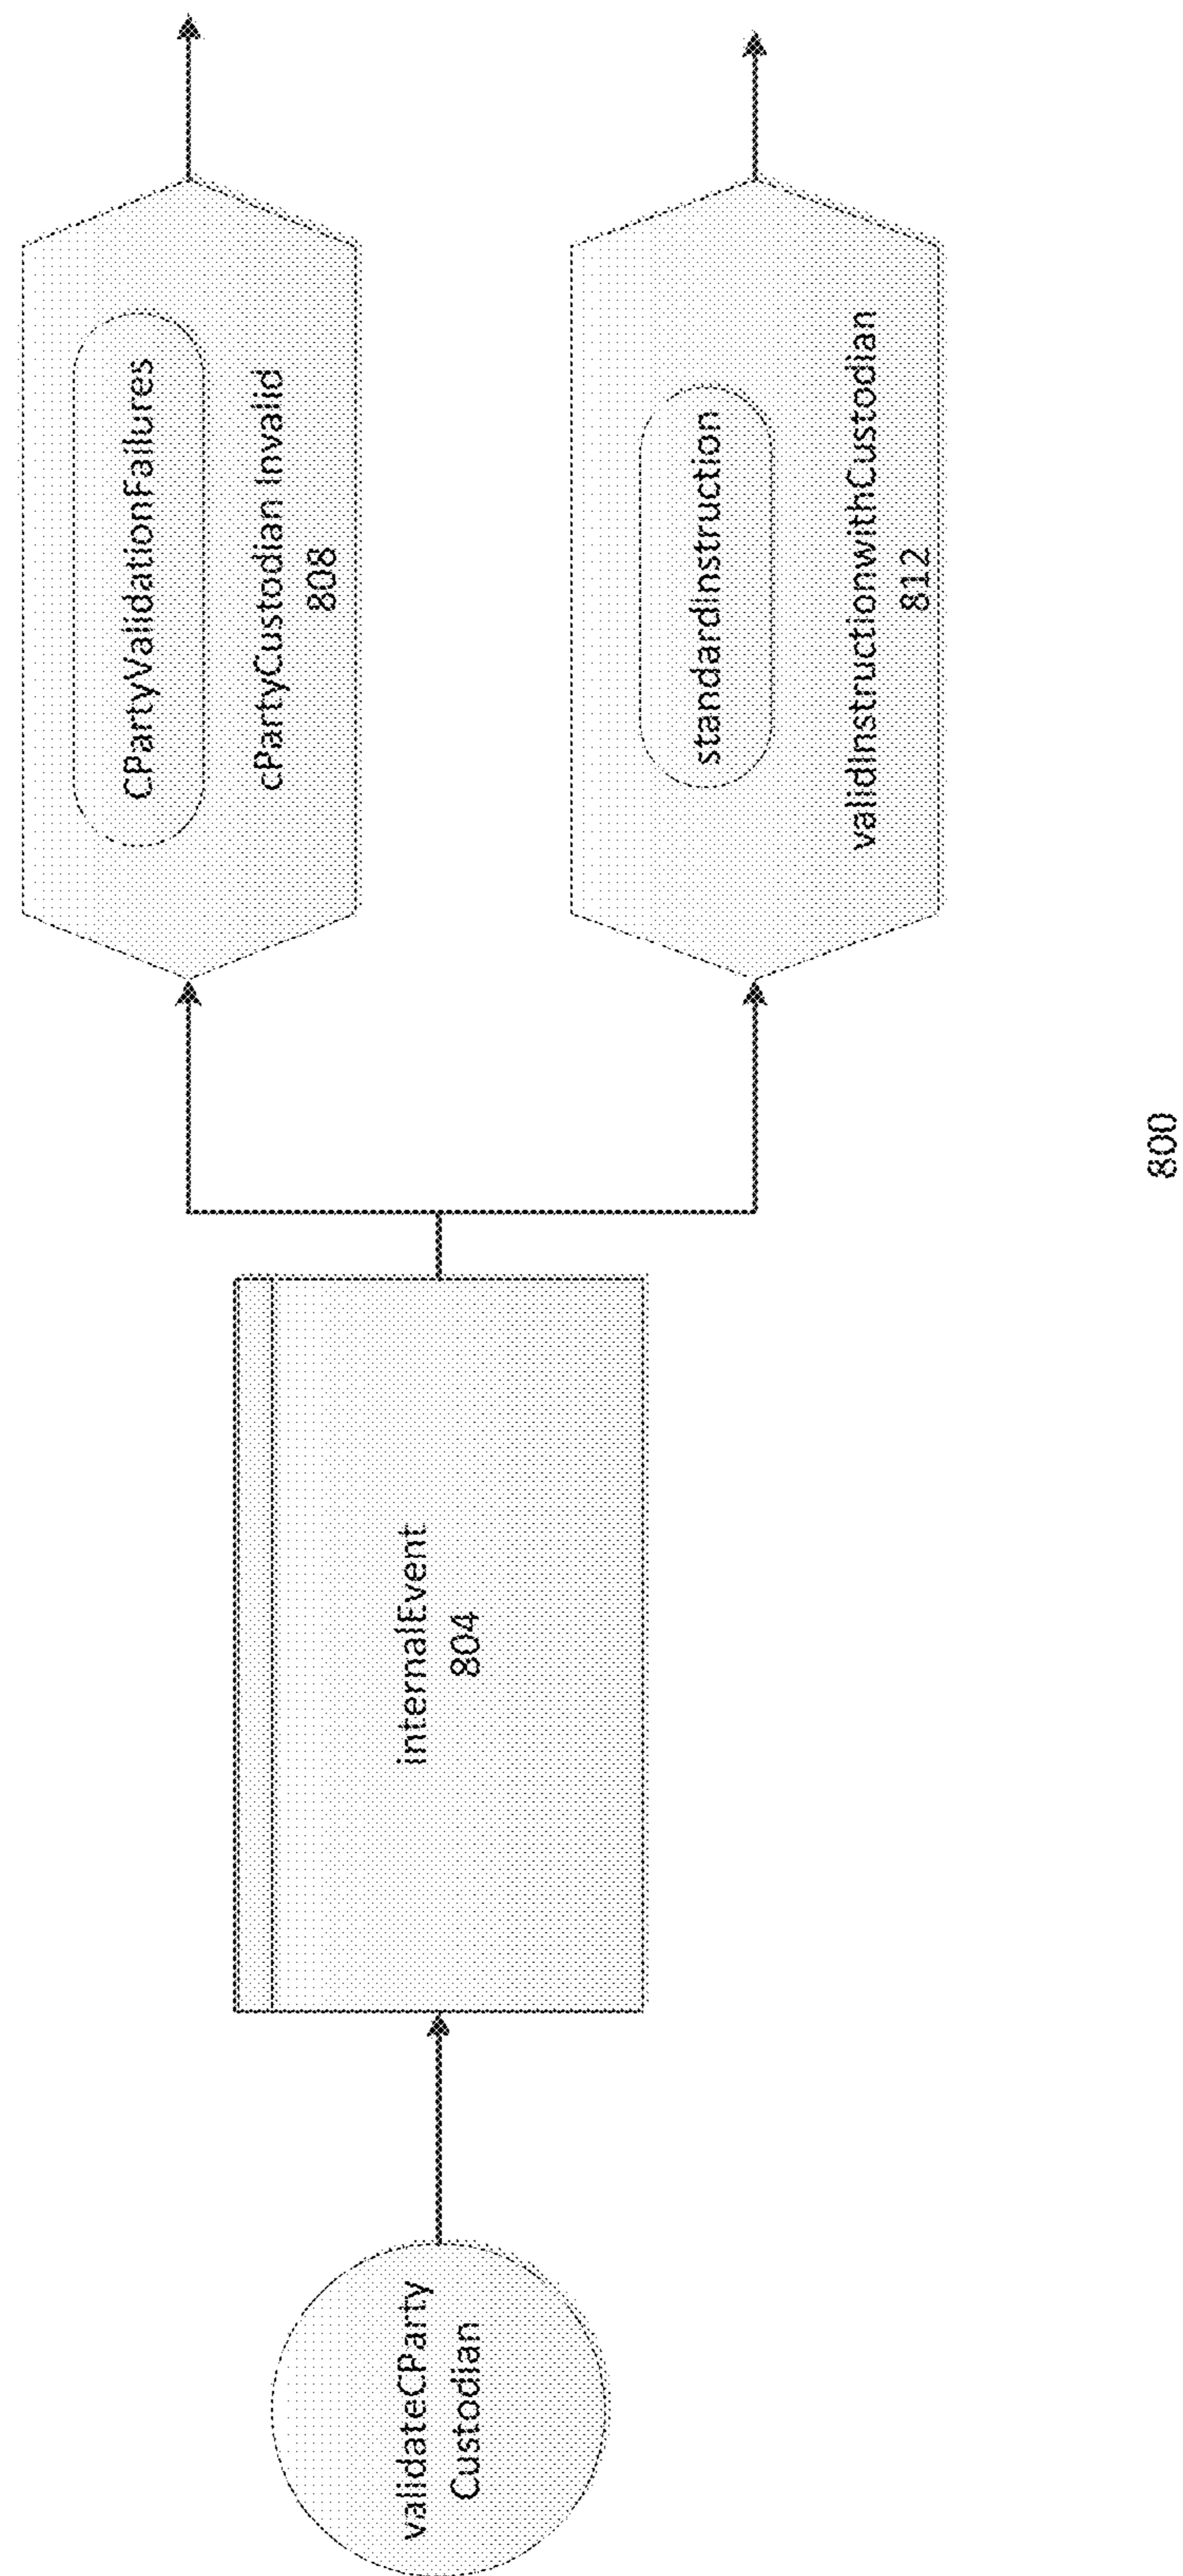 validateCParty
Custodian
internalEvent
804
CPartyValidationFailures
cPartyCustodian Invalid
808
standardInstruction
validInstructionwithCustodian
812
800